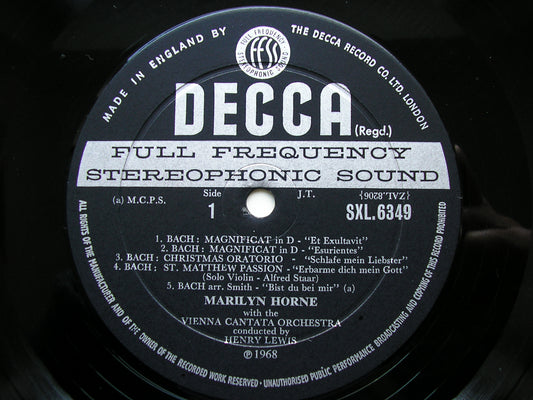 MADE IN ENGLAND BY
THE DECCA RECORD CO. LTD. LONDON
FULL FREQUENCY
STEREOPHONIC SOUND
FFSS
DECCA (Regd.)
FULL FREQUENCY
STEREOPHONIC SOUND
(a) M.C.P.S. Side J.T. {ZAL.8206}
1 SXL.6349
1. BACH: MAGNIFICAT in D - "Et Exultavit"
2. BACH: MAGNIFICAT in D - "Esurientes"
3. BACH: CHRISTMAS ORATORIO - "Schlafe mein Liebster"
4. BACH: ST. MATTHEW PASSION - "Erbarme dich mein Gott"
(Solo Violin - Alfred Staar)
5. BACH arr. Smith - "Bist du bei mir" (a)
MARILYN HORNE
with the
VIENNA CANTATA ORCHESTRA
conducted by
HENRY LEWIS
℗1968
ALL RIGHTS OF THE MANUFACTURER AND OF THE OWNER OF THE RECORDED WORK RESERVED · UNAUTHORISED PUBLIC PERFORMANCE BROADCASTING AND COPYING OF THIS RECORD PROHIBITED